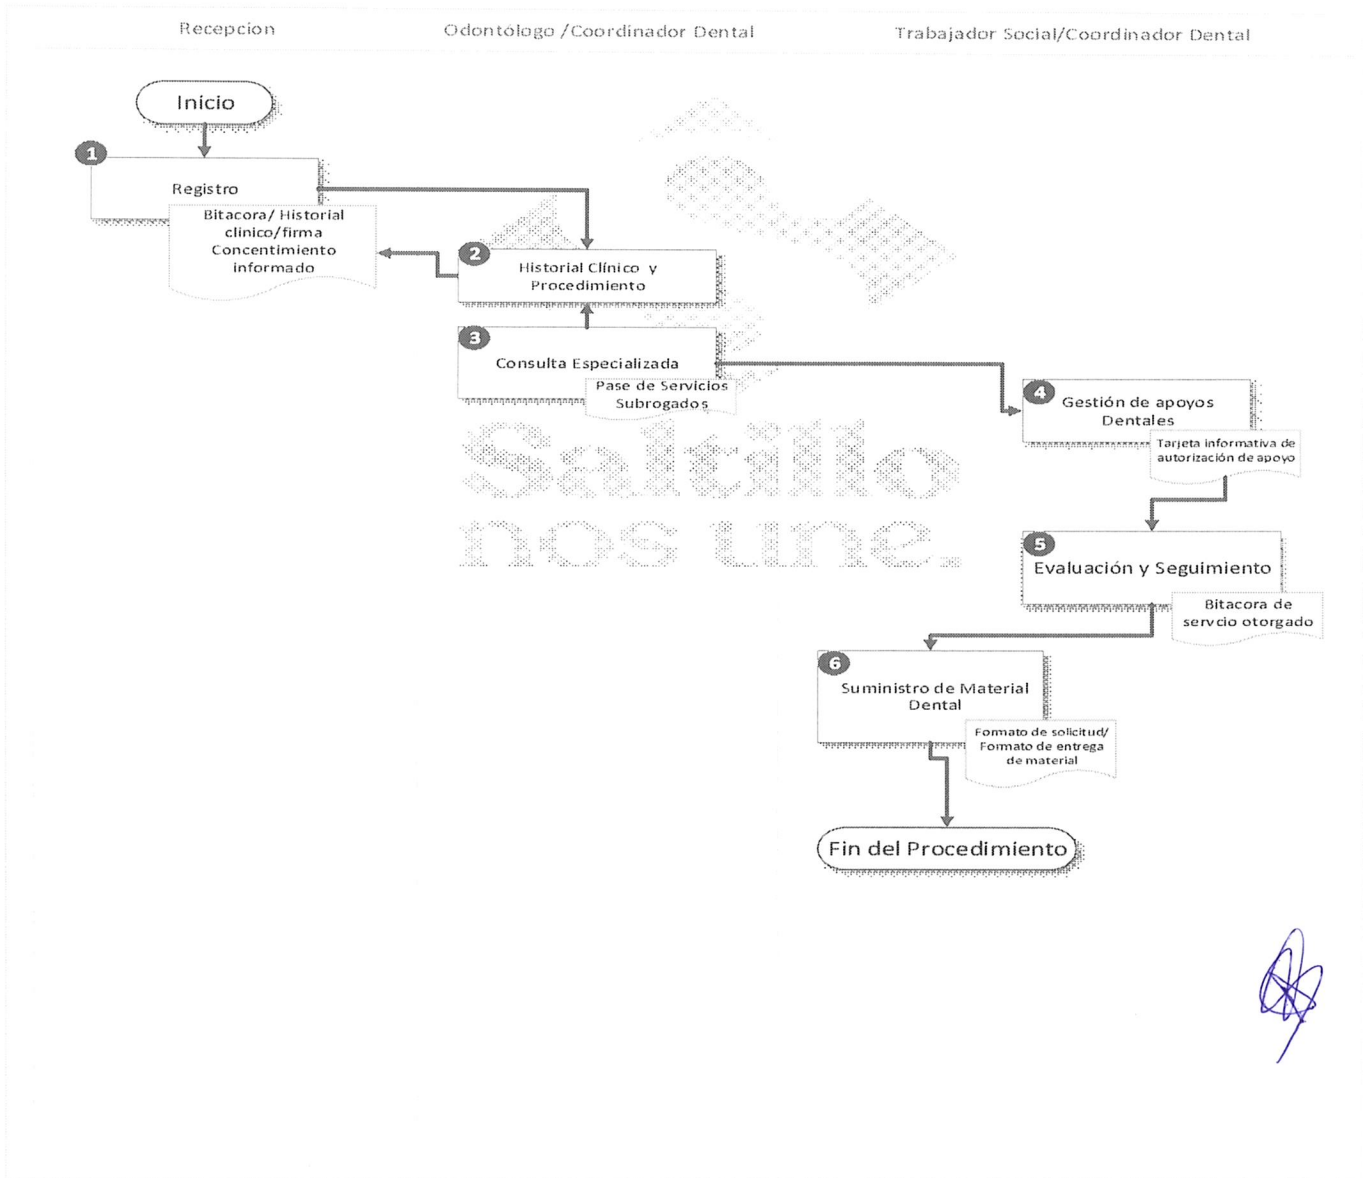 Recepcion
Odontólogo /Coordinador Dental
Trabajador Social/Coordinador Dental
Inicio
1
Registro
Bitacora/ Historial
clinico/firma
Concentimiento
informado
2
Historial Clínico y
Procedimiento
3
Consulta Especializada
Pase de Servicios
Subrogados
4
Gestión de apoyos
Dentales
Tarjeta informativa de
autorización de apoyo
Saltillo
nos une.
5
Evaluación y Seguimiento
Bitacora de
servcio otorgado
6
Suministro de Material
Dental
Formato de solicitud/
Formato de entrega
de material
Fin del Procedimiento